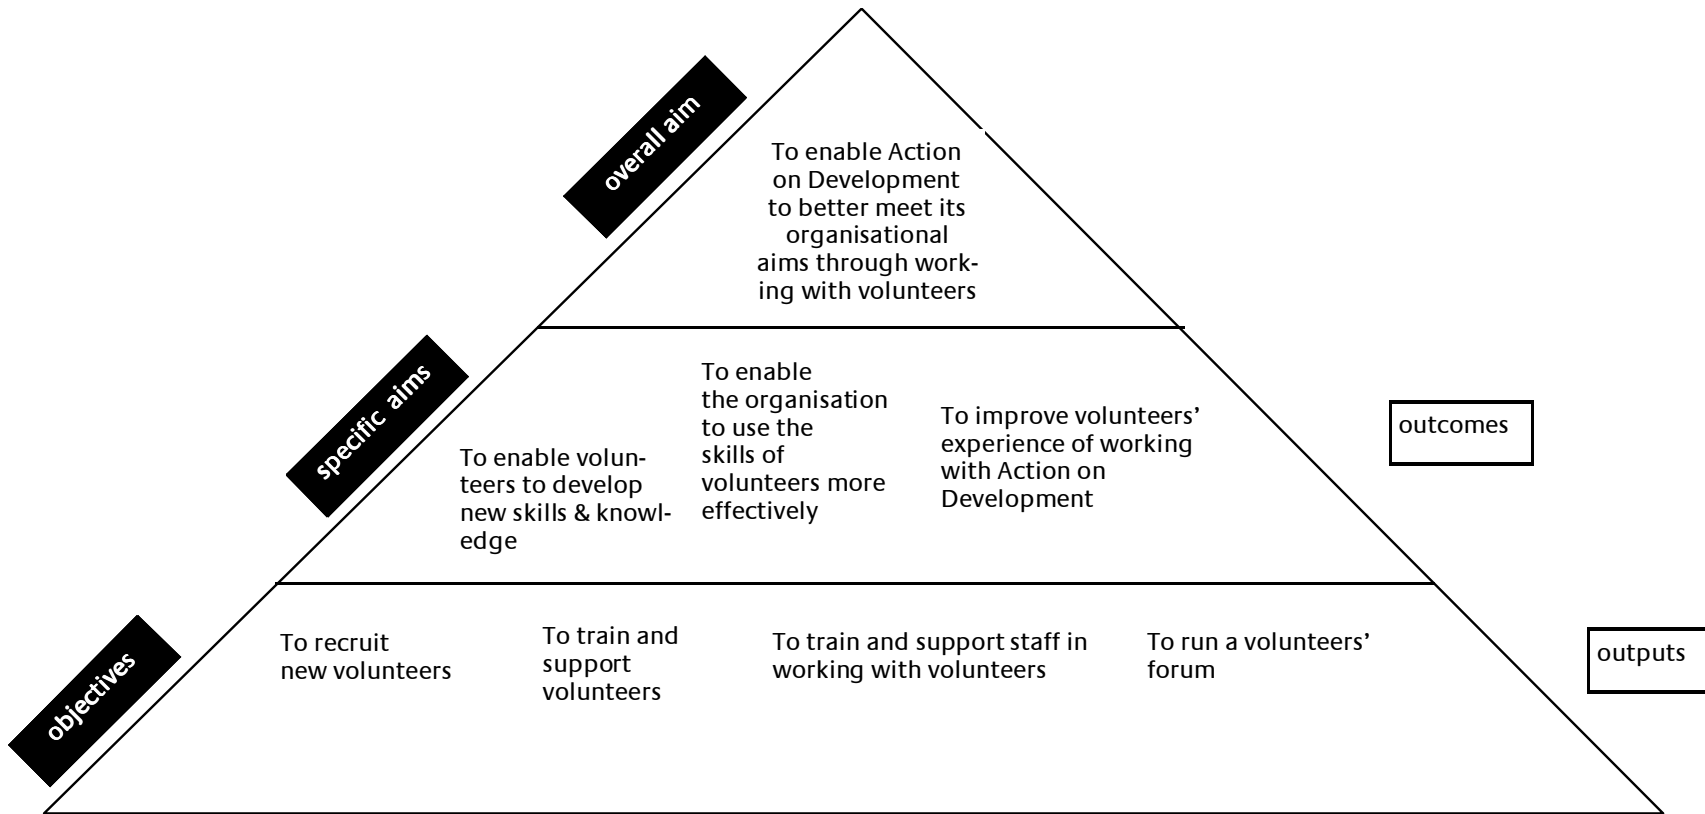 overall aim
To enable Action
on Development
to better meet its
organisational
aims through work-
ing with volunteers
specific aims
To enable volun-
teers to develop
new skills & knowl-
edge
To enable
the organisation
to use the
skills of
volunteers more
effectively
To improve volunteers’
experience of working
with Action on
Development
outcomes
objectives
To recruit
new volunteers
To train and
support
volunteers
To train and support staff in
working with volunteers
To run a volunteers’
forum
outputs